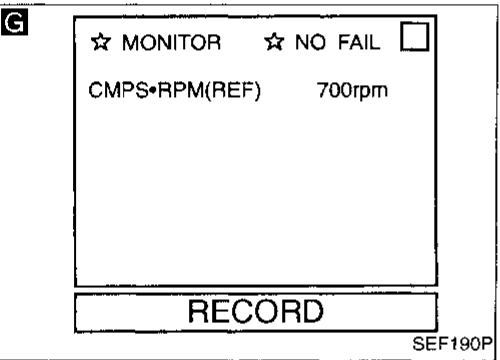 G
☆ MONITOR ☆ NO FAIL
CMPS•RPM(REF) 700rpm
RECORD
SEF190P